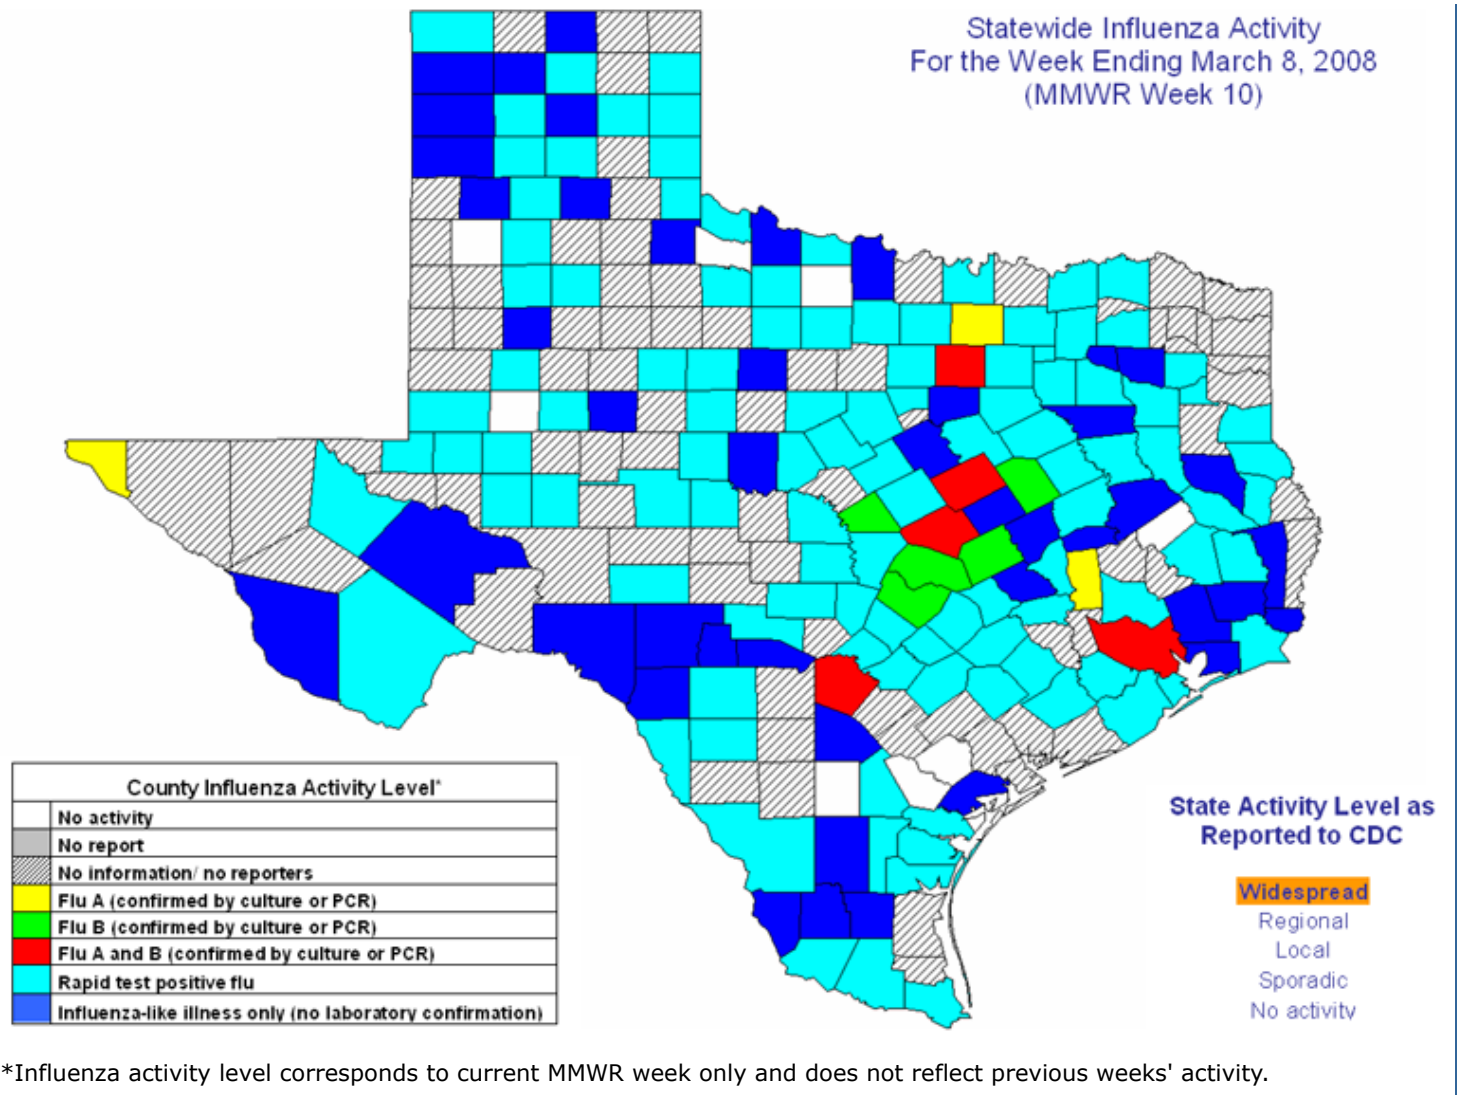 Statewide Influenza Activity
For the Week Ending March 8, 2008
(MMWR Week 10)
County Influenza Activity Level*
No activity
No report
No information/ no reporters
Flu A (confirmed by culture or PCR)
Flu B (confirmed by culture or PCR)
Flu A and B (confirmed by culture or PCR)
Rapid test positive flu
Influenza-like illness only (no laboratory confirmation)
State Activity Level as
Reported to CDC
Widespread
Regional
Local
Sporadic
No activity
*Influenza activity level corresponds to current MMWR week only and does not reflect previous weeks' activity.